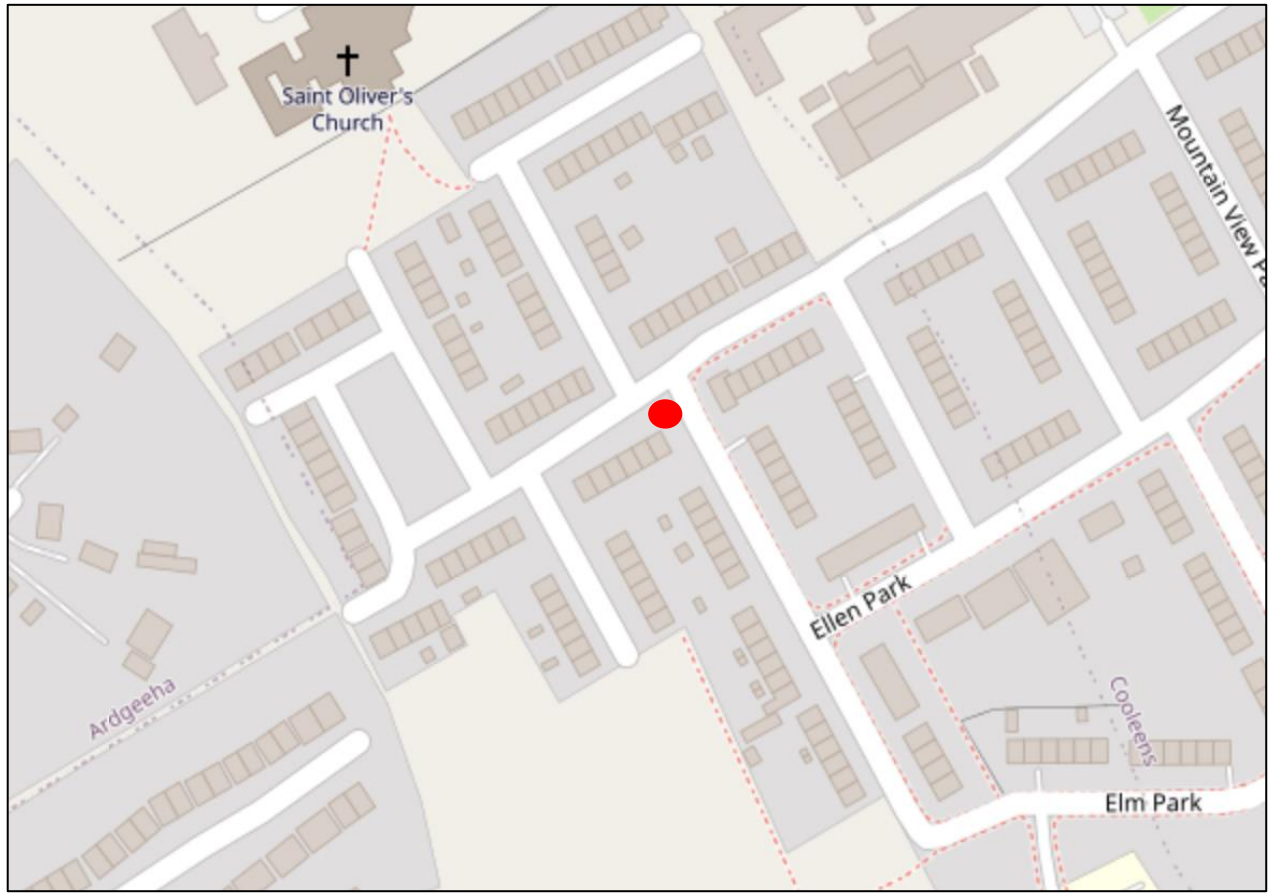 Saint Oliver's
Church
Mountain View Pa
Ellen Park
Ardgeeha
Cooleens
Elm Park